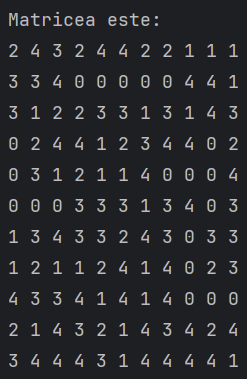 Matricea este:
2 4 3 2 4 4 2 2 1 1 1
3 3 4 0 0 0 0 0 4 4 1
3 1 2 2 3 3 1 3 1 4 3
0 2 4 4 1 2 3 4 4 0 2
0 3 1 2 1 1 4 0 0 0 4
0 0 0 3 3 3 1 3 4 0 3
1 3 4 3 3 2 4 3 0 3 3
1 2 1 1 2 4 1 4 0 2 3
4 3 3 4 1 4 1 4 0 0 0
2 1 4 3 2 1 4 3 4 2 4
3 4 4 4 3 1 4 4 4 4 1